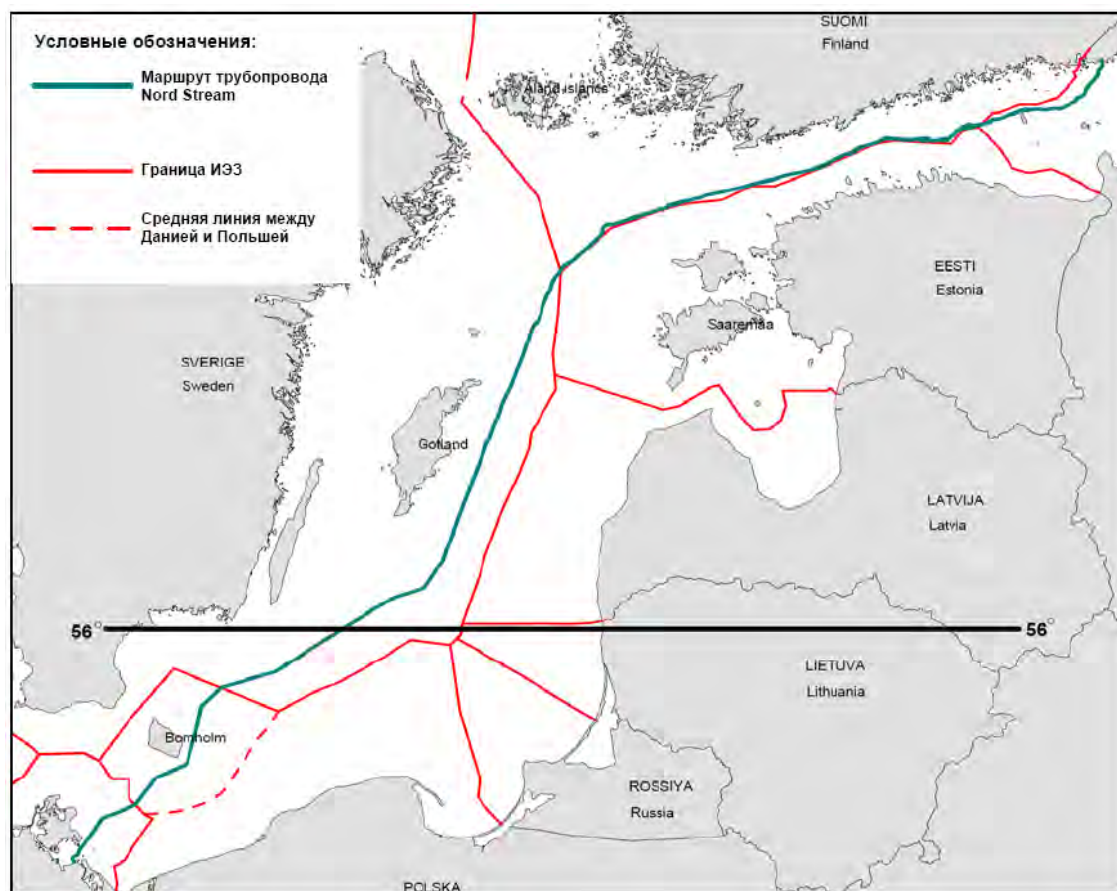 Условные обозначения:
Маршрут трубопровода
Nord Stream
Граница ИЭЗ
Средняя линия между
Данией и Польшей
SUOMI
Finland
Aland islands
EESTI
Estonia
Saaremaa
SVERIGE
Sweden
Gotland
LATVIJA
Latvia
56°
56°
LIETUVA
Lithuania
Bornholm
ROSSIYA
Russia
POLSKA